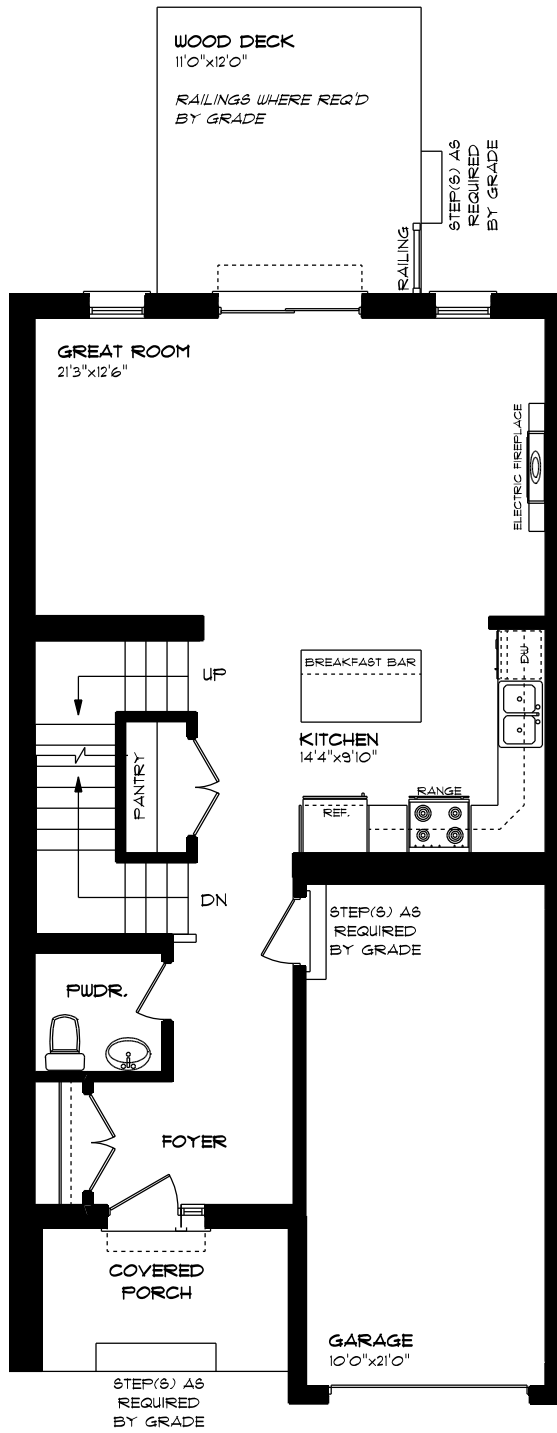 WOOD DECK
11'0"x12'0"
RAILINGS WHERE REQ'D
BY GRADE
STEP(S) AS
REQUIRED
BY GRADE
RAILING
GREAT ROOM
21'3"x12'6"
ELECTRIC FIREPLACE
UP
BREAKFAST BAR
DW
KITCHEN
14'4"x9'10"
PANTRY
RANGE
REF.
DN
STEP(S) AS
REQUIRED
BY GRADE
PWDR.
FOYER
COVERED
PORCH
GARAGE
10'0"x21'0"
STEP(S) AS
REQUIRED
BY GRADE